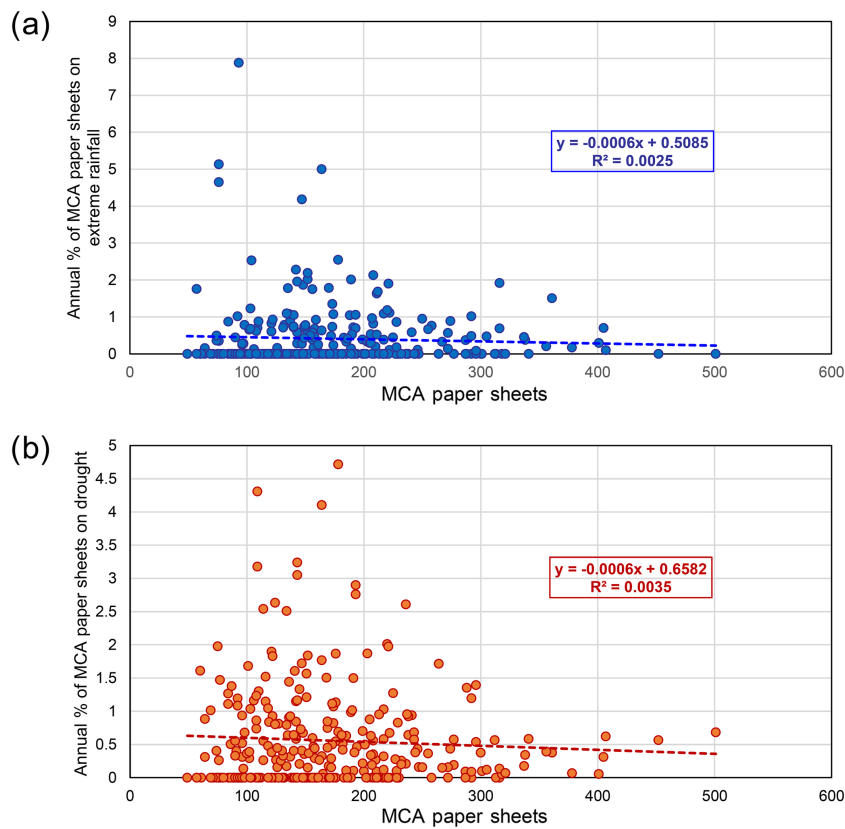 (a)
Annual % of MCA paper sheets on
extreme rainfall
9
8
7
6
5
4
3
2
1
0
y = -0.0006x + 0.5085
R² = 0.0025
0 100 200 300 400 500 600
MCA paper sheets
(b)
Annual % of MCA paper sheets on drought
5
4.5
4
3.5
3
2.5
2
1.5
1
0.5
0
y = -0.0006x + 0.6582
R² = 0.0035
0 100 200 300 400 500 600
MCA paper sheets